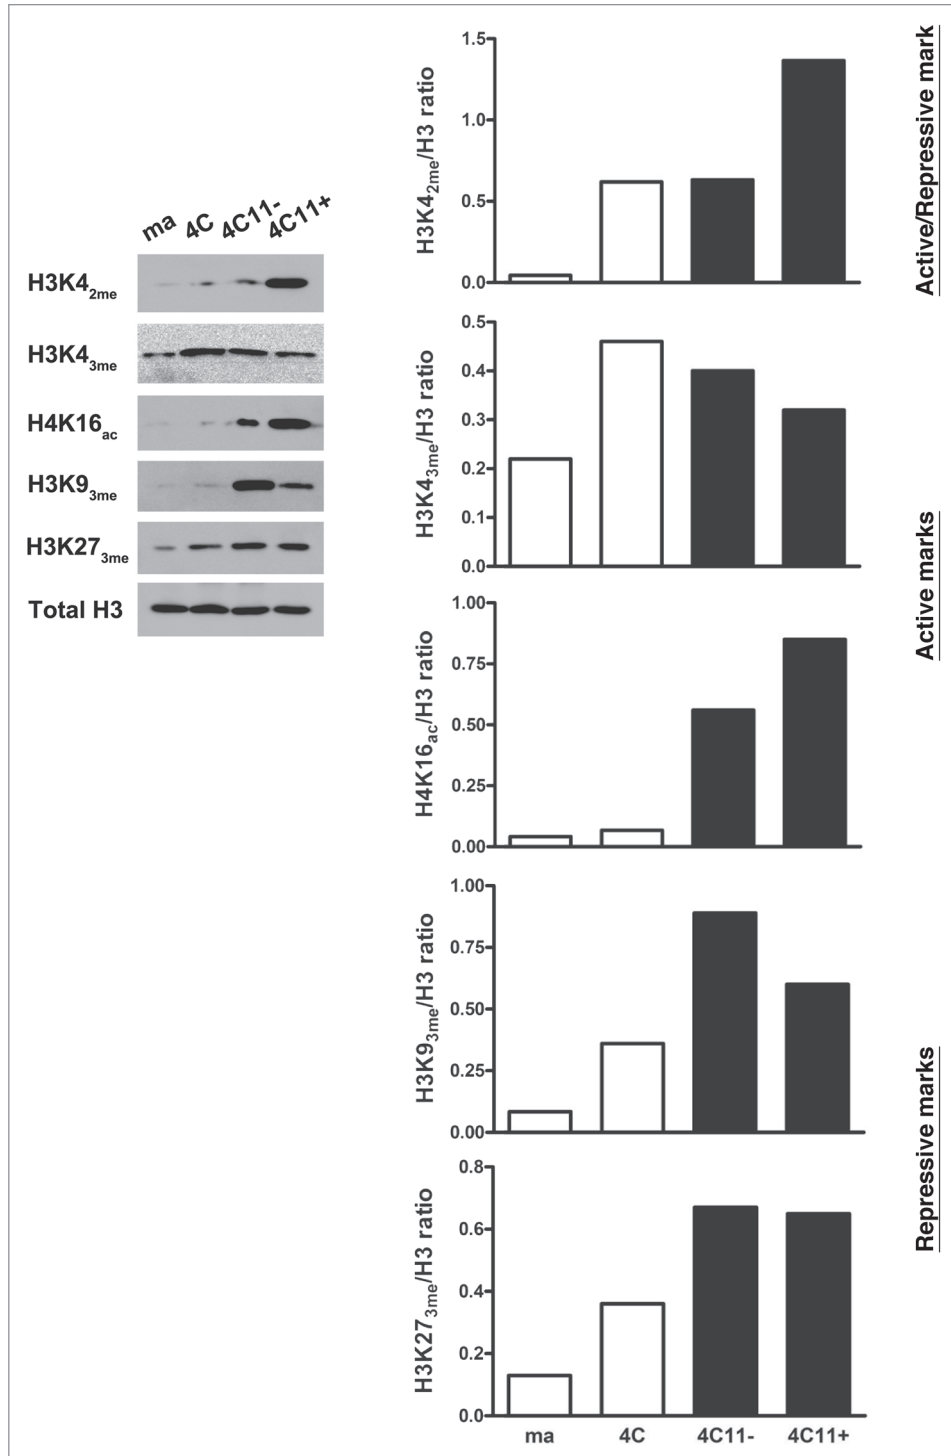 ma 4C 4C11- 4C11+
H3K4 2me
H3K4 3me
H4K16 ac
H3K9 3me
H3K27 3me
Total H3
H3K4 2me/H3 ratio
1.5
1.0
0.5
0.0
Active/Repressive mark
H3K4 3me/H3 ratio
0.5
0.4
0.3
0.2
0.1
0.0
Active marks
H4K16 ac/H3 ratio
1.00
0.75
0.50
0.25
0.00
H3K9 3me/H3 ratio
1.00
0.75
0.50
0.25
0.00
Repressive marks
H3K27 3me/H3 ratio
0.8
0.6
0.4
0.2
0.0
ma 4C 4C11- 4C11+